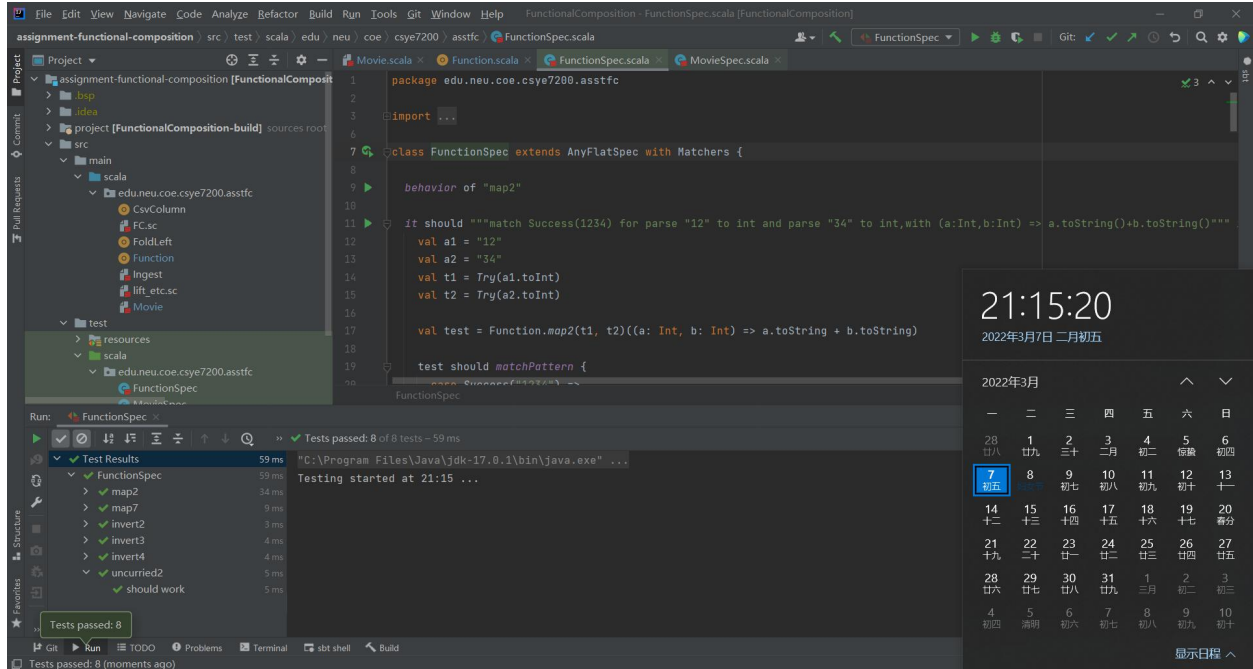 File Edit View Navigate Code Analyze Refactor Build Run Tools Git Window Help FunctionalComposition - FunctionSpec.scala [FunctionalComposition]
assignment-functional-composition src test scala edu neu coe csye7200 asstfc FunctionSpec.scala FunctionSpec Git:
Project
Movie.scala Function.scala FunctionSpec.scala MovieSpec.scala
assignment-functional-composition [FunctionalComposit
.bsp
.idea
project [FunctionalComposition-build] sources root
src
main
scala
edu.neu.coe.csye7200.asstfc
CsvColumn
FC.sc
FoldLeft
Function
Ingest
lift_etc.sc
Movie
test
resources
scala
edu.neu.coe.csye7200.asstfc
FunctionSpec
MovieSpec
Project
Commit
Pull Requests
Structure
Favorites
sbt
1 package edu.neu.coe.csye7200.asstfc
3
2
3 import ...
6
7 class FunctionSpec extends AnyFlatSpec with Matchers {
8
9 behavior of "map2"
10
11 it should """match Success(1234) for parse "12" to int and parse "34" to int,with (a:Int,b:Int) => a.toString()+b.toString()"""
12 val a1 = "12"
13 val a2 = "34"
14 val t1 = Try(a1.toInt)
15 val t2 = Try(a2.toInt)
16
17 val test = Function.map2(t1, t2)((a: Int, b: Int) => a.toString + b.toString)
18
19 test should matchPattern {
20 case Success("1234") =>
FunctionSpec
Run: FunctionSpec
Tests passed: 8 of 8 tests – 59 ms
Test Results 59 ms
FunctionSpec 59 ms
map2 34 ms
map7 9 ms
invert2 3 ms
invert3 4 ms
invert4 4 ms
uncurried2 5 ms
should work 5 ms
"C:\Program Files\Java\jdk-17.0.1\bin\java.exe" ...
Testing started at 21:15 ...
Tests passed: 8
Git Run TODO Problems Terminal sbt shell Build
Tests passed: 8 (moments ago)
21:15:20
2022年3月7日 二月初五
2022年3月
一 二 三 四 五 六 日
28 1 2 3 4 5 6
廿八 廿九 三十 二月 初二 惊蛰 初四
7 8 9 10 11 12 13
初五 初七 初八 初九 初十 十一
14 15 16 17 18 19 20
十二 十三 十四 十五 十六 十七 春分
21 22 23 24 25 26 27
十九 二十 廿一 廿二 廿三 廿四 廿五
28 29 30 31 1 2 3
廿六 廿七 廿八 廿九 三月 初二 初三
4 5 6 7 8 9 10
初四 清明 初六 初七 初八 初九 初十
显示日程